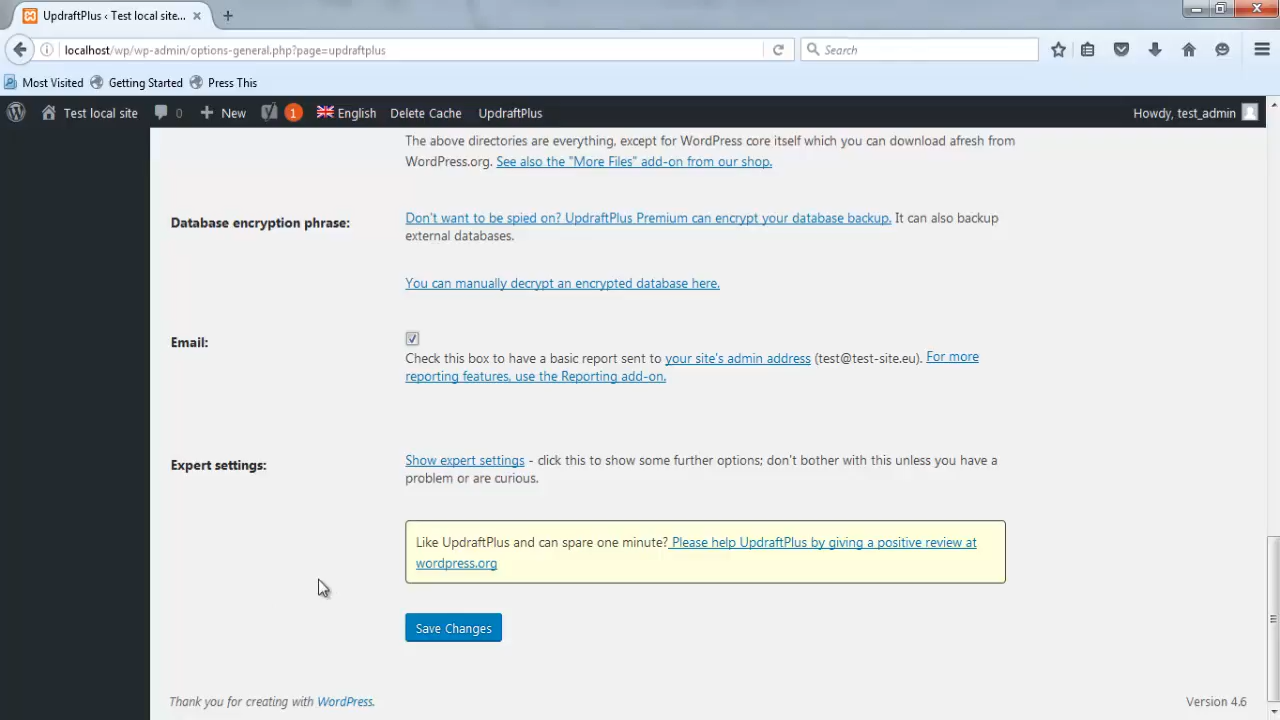 UpdraftPlus ‹ Test local site...
localhost/wp/wp-admin/options-general.php?page=updraftplus
Search
Most Visited Getting Started Press This
Test local site 0 New 1 English Delete Cache UpdraftPlus Howdy, test_admin
The above directories are everything, except for WordPress core itself which you can download afresh from
WordPress.org. See also the "More Files" add-on from our shop.
Database encryption phrase:
Don't want to be spied on? UpdraftPlus Premium can encrypt your database backup. It can also backup
external databases.
You can manually decrypt an encrypted database here.
Email:
Check this box to have a basic report sent to your site's admin address (test@test-site.eu). For more
reporting features, use the Reporting add-on.
Expert settings:
Show expert settings - click this to show some further options; don't bother with this unless you have a
problem or are curious.
Like UpdraftPlus and can spare one minute? Please help UpdraftPlus by giving a positive review at
wordpress.org
Save Changes
Thank you for creating with WordPress. Version 4.6